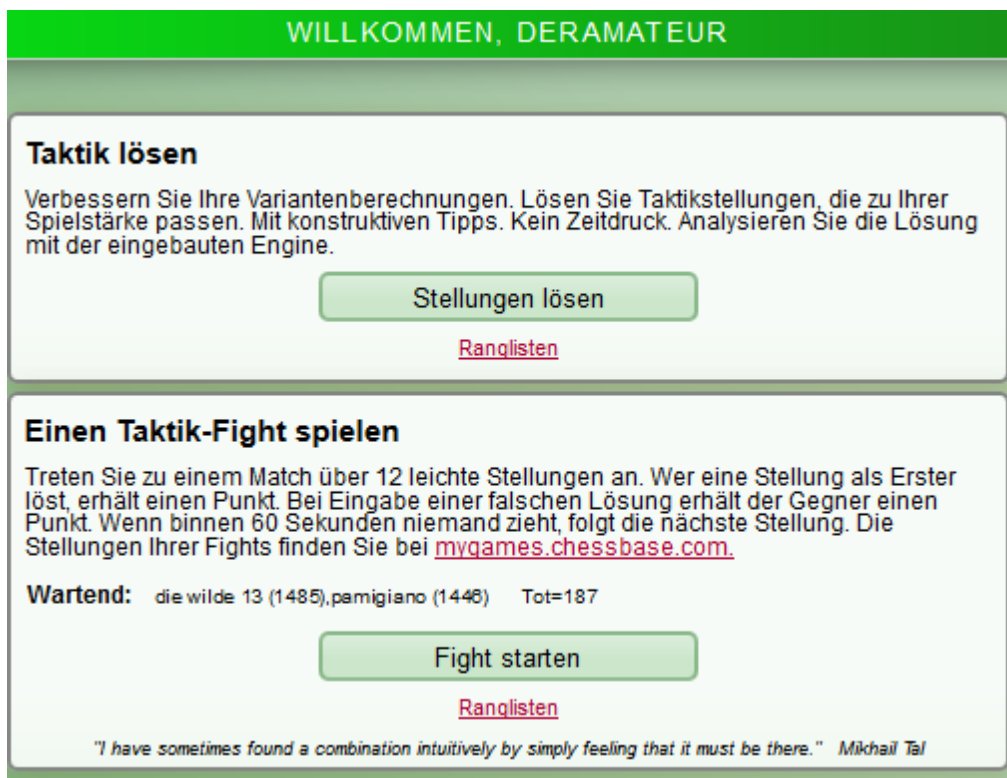 WILLKOMMEN, DERAMATEUR
Taktik lösen
Verbessern Sie Ihre Variantenberechnungen. Lösen Sie Taktikstellungen, die zu Ihrer
Spielstärke passen. Mit konstruktiven Tipps. Kein Zeitdruck. Analysieren Sie die Lösung
mit der eingebauten Engine.
Stellungen lösen
Ranglisten
Einen Taktik-Fight spielen
Treten Sie zu einem Match über 12 leichte Stellungen an. Wer eine Stellung als Erster
löst, erhält einen Punkt. Bei Eingabe einer falschen Lösung erhält der Gegner einen
Punkt. Wenn binnen 60 Sekunden niemand zieht, folgt die nächste Stellung. Die
Stellungen Ihrer Fights finden Sie bei mygames.chessbase.com.
Wartend: die wilde 13 (1485),pamigiano (1446) Tot=187
Fight starten
Ranglisten
"I have sometimes found a combination intuitively by simply feeling that it must be there." Mikhail Tal